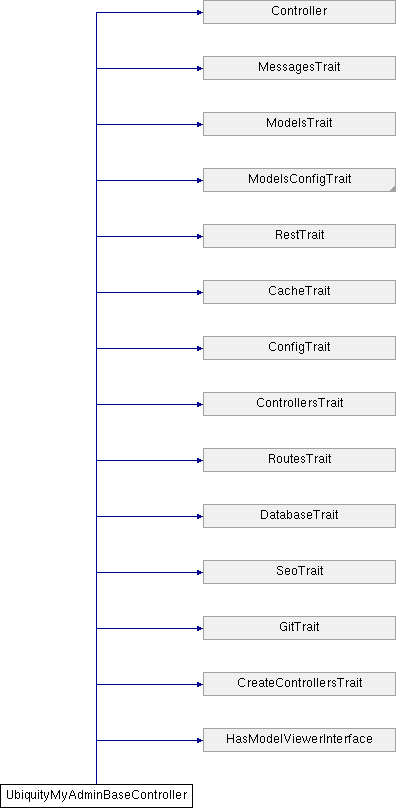 Controller
MessagesTrait
ModelsTrait
ModelsConfigTrait
RestTrait
CacheTrait
ConfigTrait
ControllersTrait
RoutesTrait
DatabaseTrait
SeoTrait
GitTrait
CreateControllersTrait
HasModelViewerInterface
UbiquityMyAdminBaseController